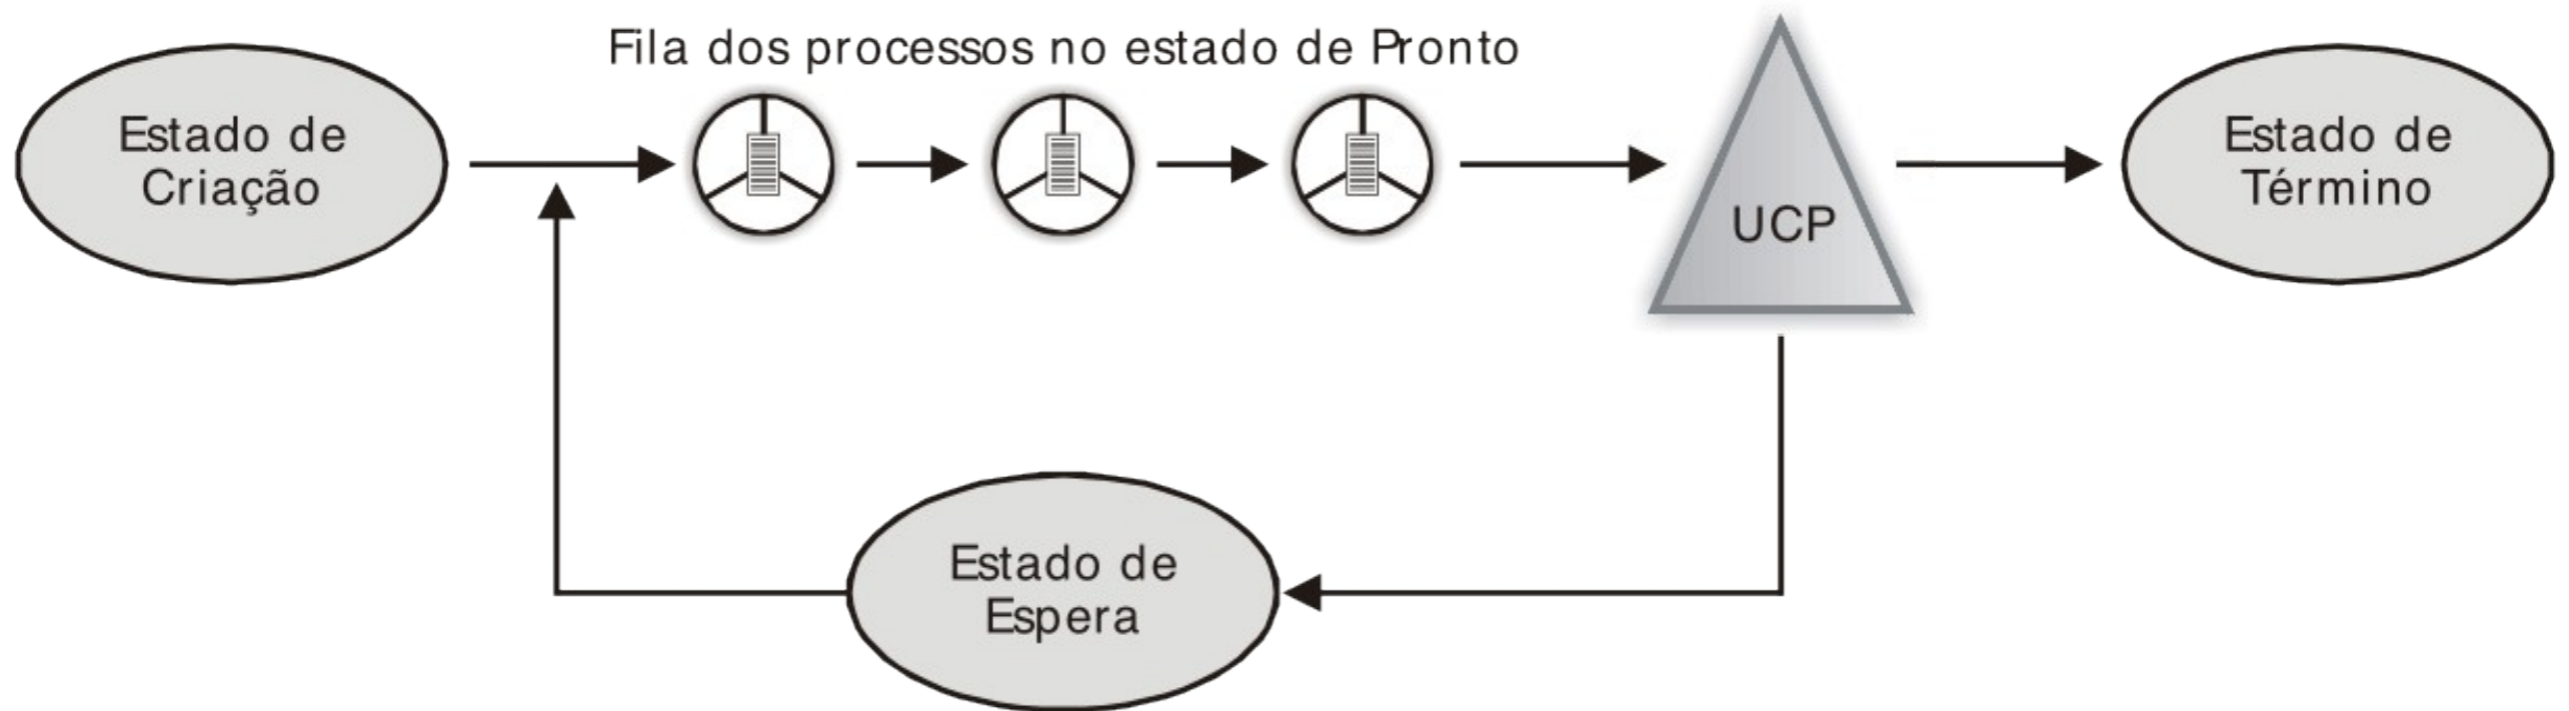 Fila dos processos no estado de Pronto
Estado de
Criação
UCP
Estado de
Término
Estado de
Espera